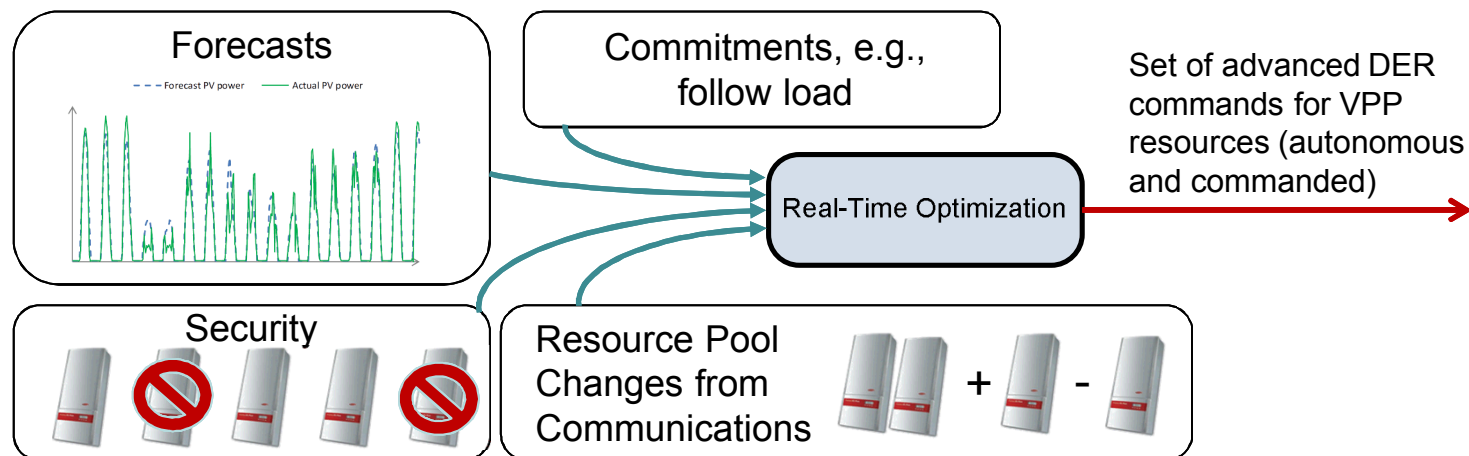 Forecasts
Forecast PV power
Actual PV power
Commitments, e.g.,
follow load
Set of advanced DER
commands for VPP
resources (autonomous
and commanded)
Real-Time Optimization
Security
Resource Pool
Changes from
Communications
+
-